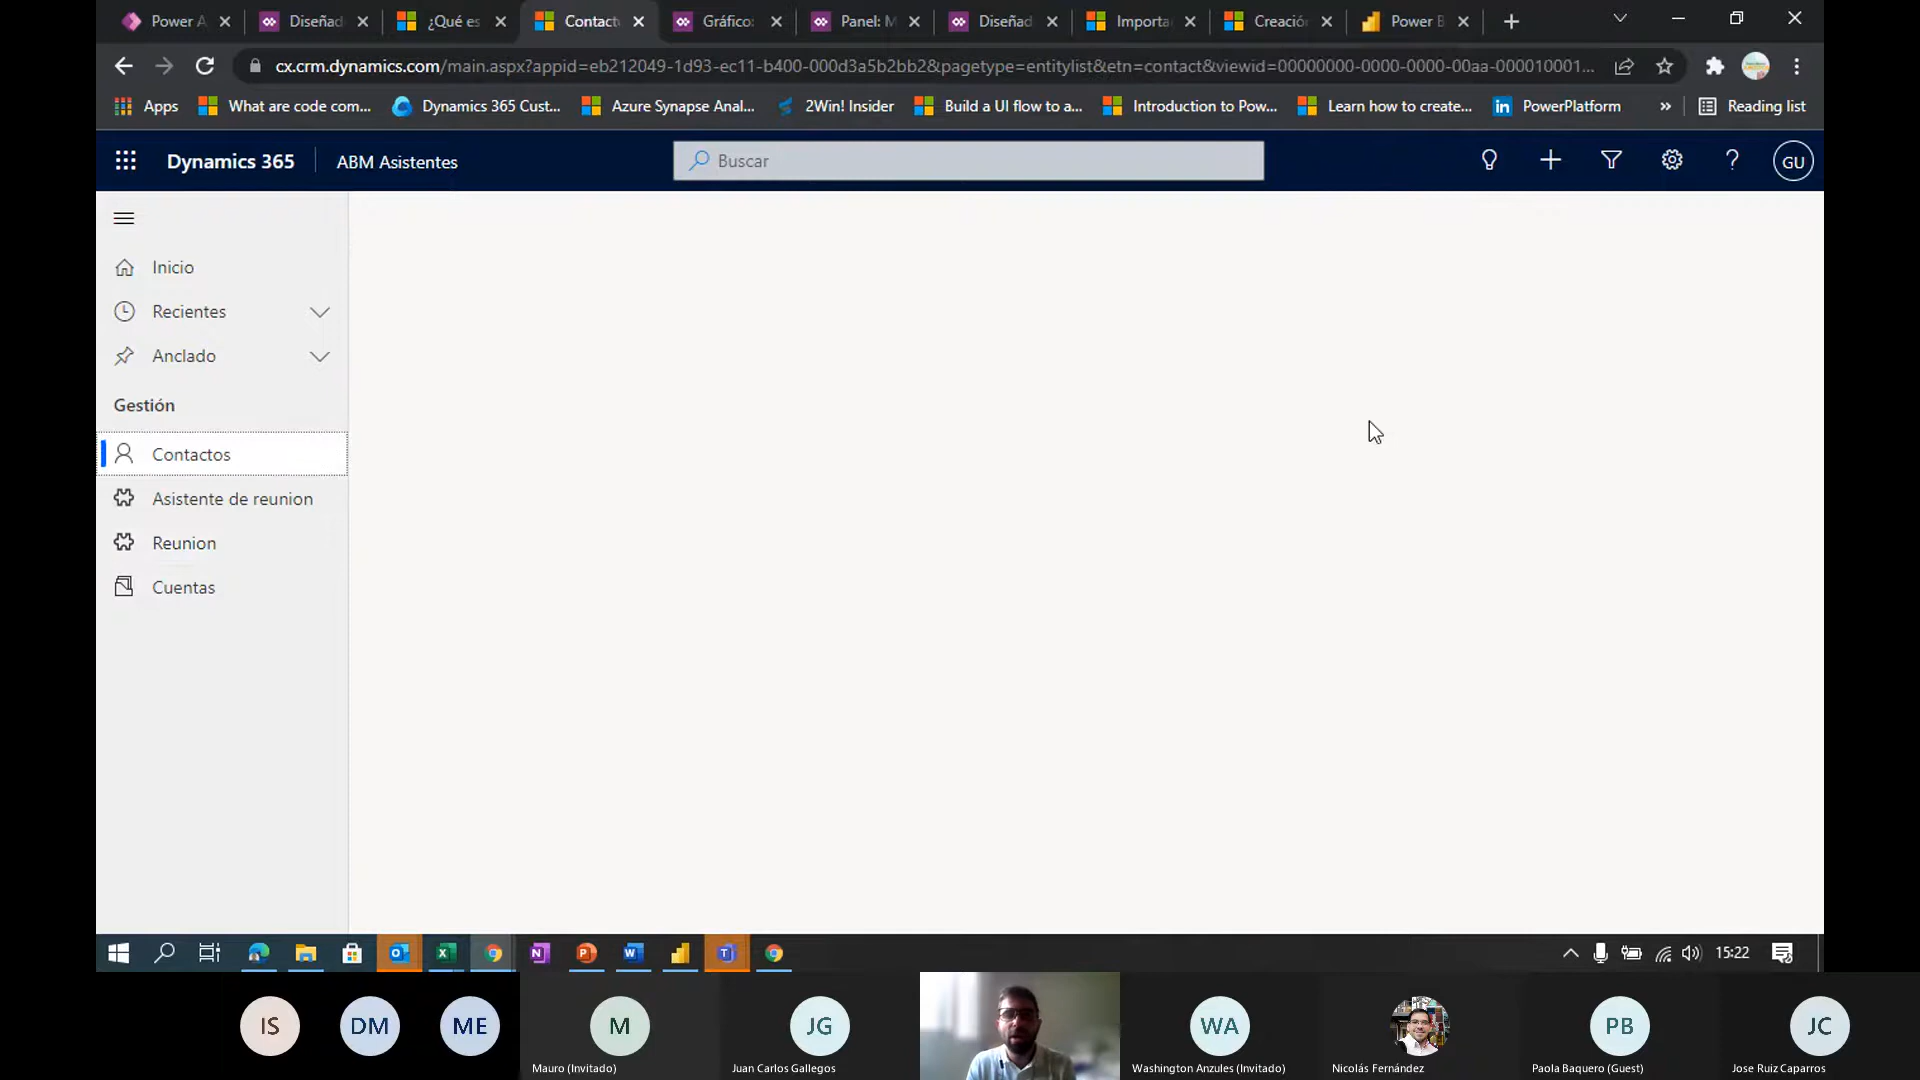 Power A
Diseñad
¿Qué es
Contact
Gráfico:
Panel: M
Diseñad
Importa
Creación
Power B
cx.crm.dynamics.com/main.aspx?appid=eb212049-1d93-ec11-b400-000d3a5b2bb2&pagetype=entitylist&etn=contact&viewid=00000000-0000-0000-00aa-000010001...
Apps
What are code com...
Dynamics 365 Cust...
Azure Synapse Anal...
2Win! Insider
Build a UI flow to a...
Introduction to Pow...
Learn how to create...
PowerPlatform
»
Reading list
Dynamics 365
ABM Asistentes
Buscar
GU
Inicio
Recientes
Anclado
Gestión
Contactos
Asistente de reunion
Reunion
Cuentas
15:22
IS
DM
ME
M
JG
WA
PB
JC
Mauro (Invitado)
Juan Carlos Gallegos
Washington Anzules (Invitado)
Nicolás Fernández
Paola Baquero (Guest)
Jose Ruiz Caparros